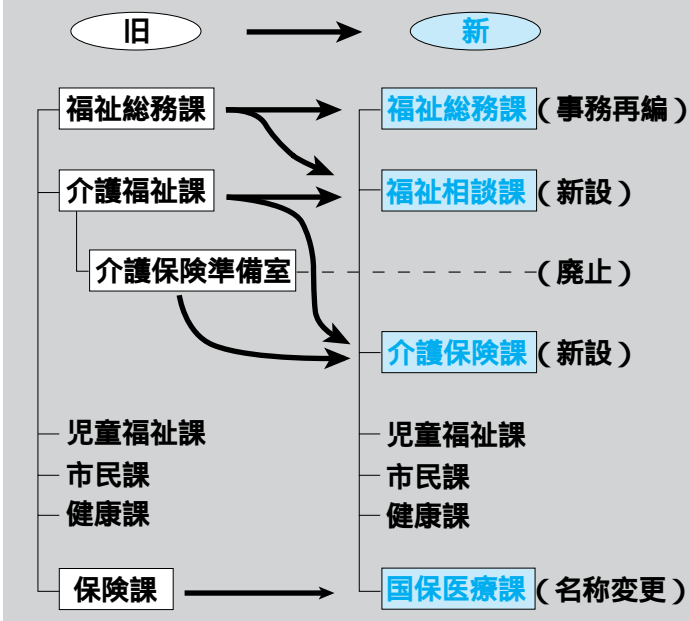 旧
新
福祉総務課
福祉総務課(事務再編)
介護福祉課
福祉相談課(新設)
介護保険準備室
(廃止)
介護保険課(新設)
児童福祉課
児童福祉課
市民課
市民課
健康課
健康課
保険課
国保医療課(名称変更)